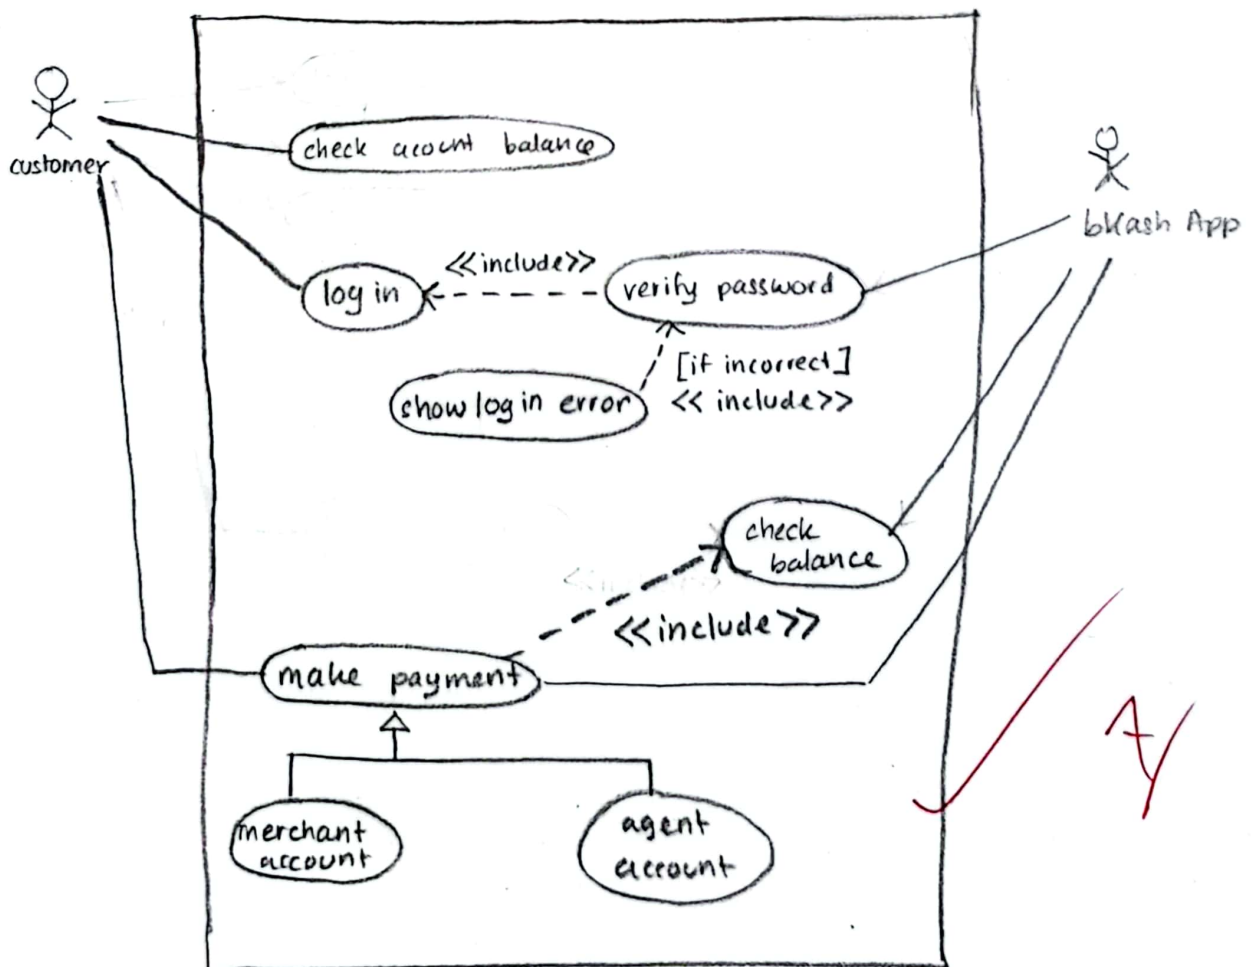 customer
check acount balance
bKash App
<<include>>
log in
verify password
[if incorrect]
<< include>>
show log in error
check
balance
<<include>>
make payment
merchant
account
agent
account